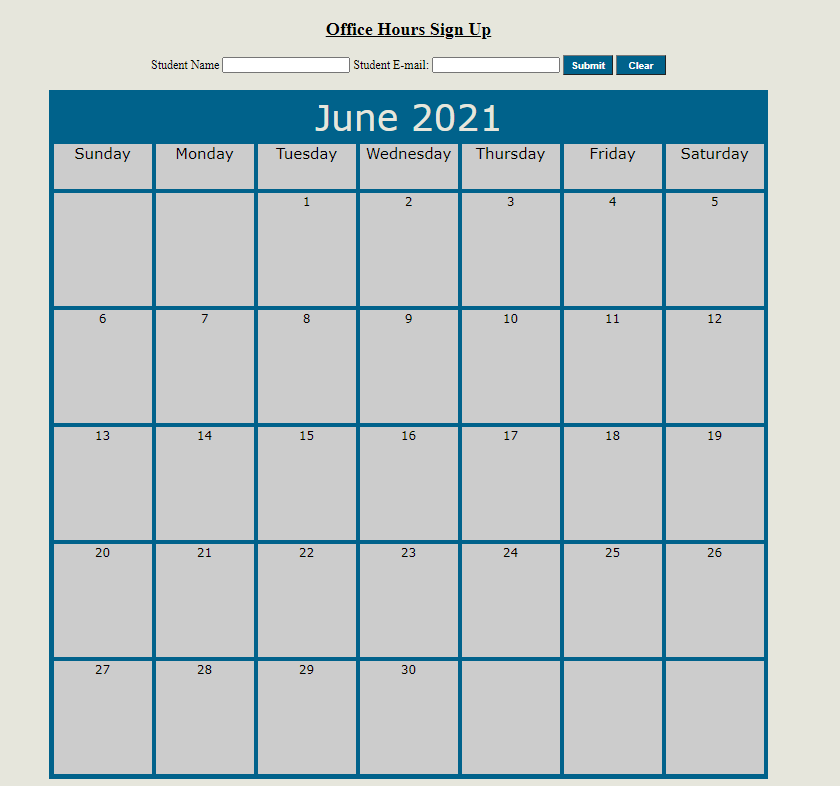 Office Hours Sign Up
Student Name Student E-mail: Submit Clear
June 2021
Sunday Monday Tuesday Wednesday Thursday Friday Saturday
1 2 3 4 5
6 7 8 9 10 11 12
13 14 15 16 17 18 19
20 21 22 23 24 25 26
27 28 29 30